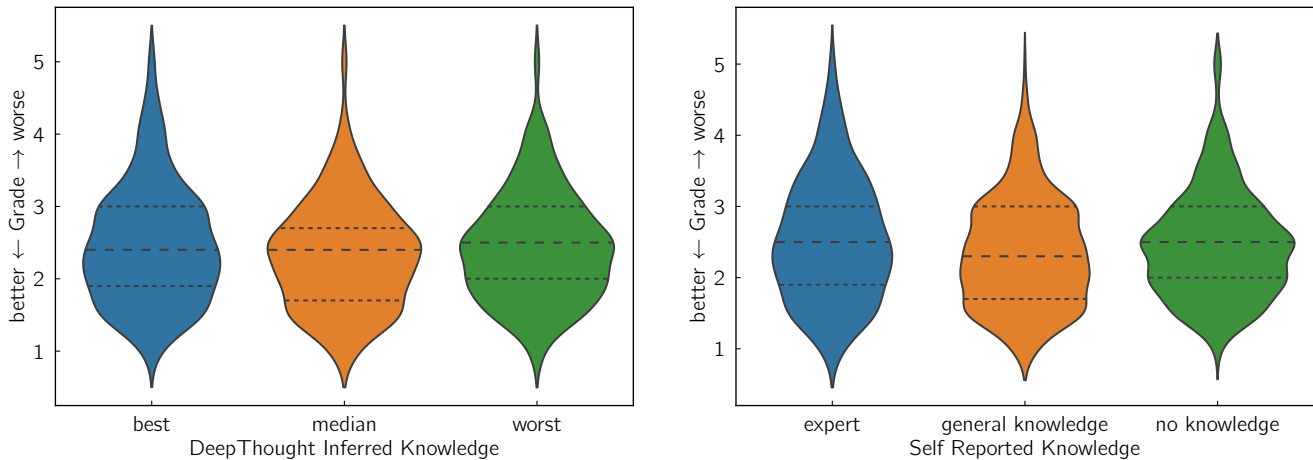 better ← Grade → worse
5
4
3
2
1
best
median
worst
DeepThought Inferred Knowledge
better ← Grade → worse
5
4
3
2
1
expert
general knowledge
no knowledge
Self Reported Knowledge